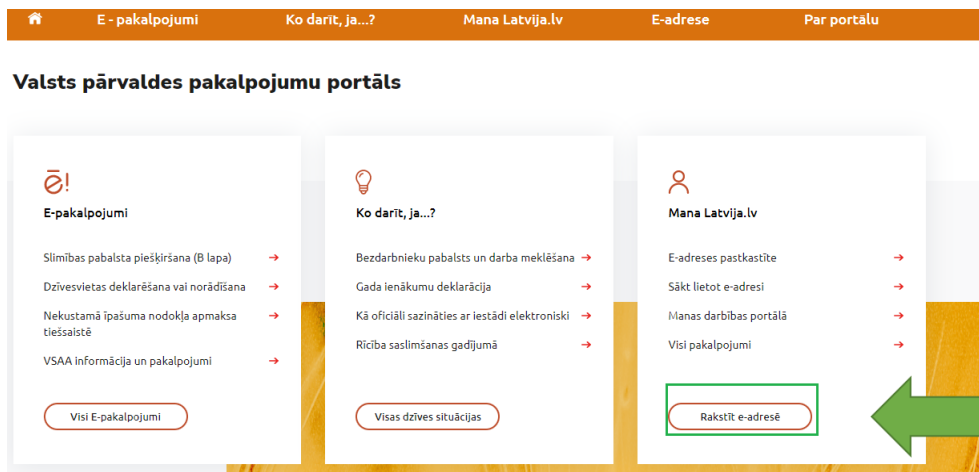 E - pakalpojumi Ko darīt, ja...? Mana Latvija.lv E-adrese Par portālu
Valsts pārvaldes pakalpojumu portāls
ē!
E-pakalpojumi
Slimības pabalsta piešķiršana (B lapa)
Dzīvesvietas deklarēšana vai norādīšana
Nekustamā īpašuma nodokļa apmaksa
tiešsaistē
VSAA informācija un pakalpojumi
Visi E-pakalpojumi
Ko darīt, ja...?
Bezdarbnieku pabalsts un darba meklēšana
Gada ienākumu deklarācija
Kā oficiāli sazināties ar iestādi elektroniski
Rīcība saslimšanas gadījumā
Visas dzīves situācijas
Mana Latvija.lv
E-adreses pastkastīte
Sākt lietot e-adresi
Manas darbības portālā
Visi pakalpojumi
Rakstīt e-adresē